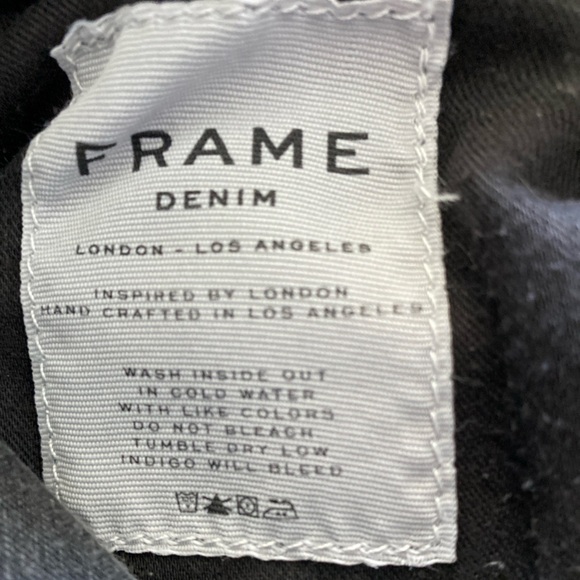 FRAME
DENIM
LONDON - LOS ANGELES
INSPIRED BY LONDON
HAND CRAFTED IN LOS ANGELES
WASH INSIDE OUT
IN COLD WATER
WITH LIKE COLORS
DO NOT BLEACH
TUMBLE DRY LOW
INDIGO WILL BLEED